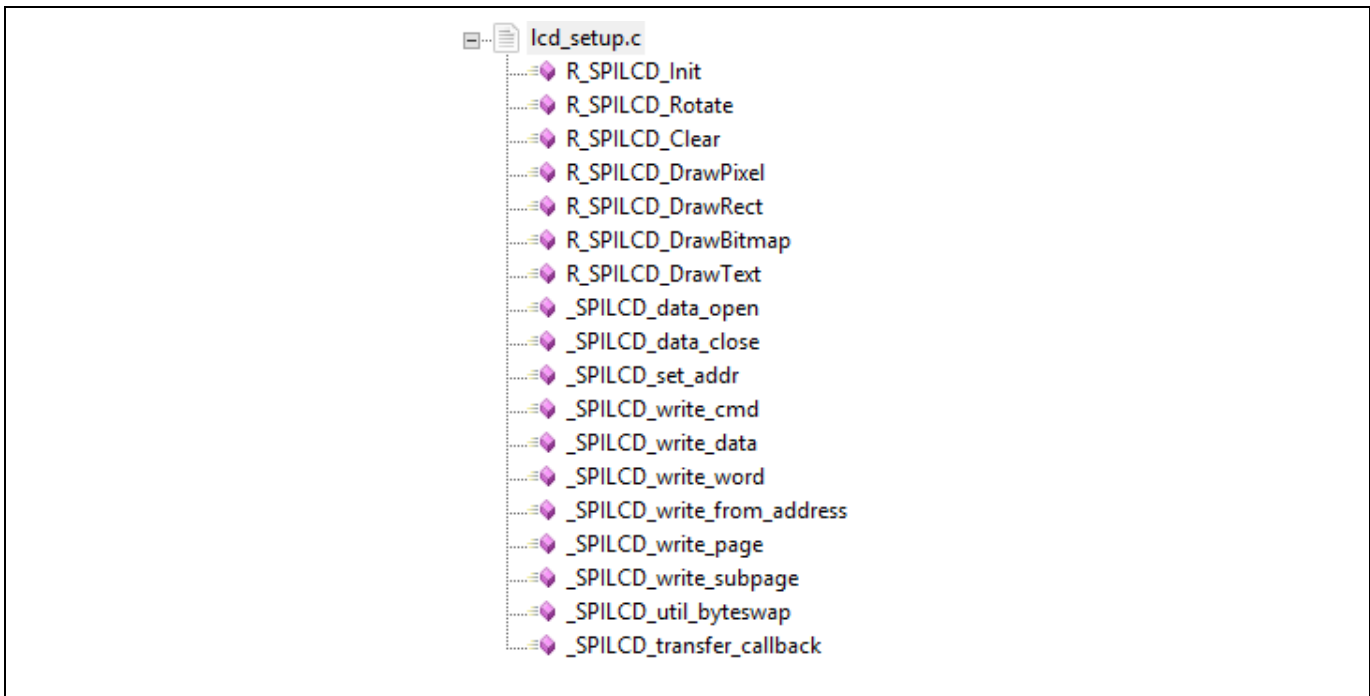 lcd_setup.c
R_SPILCD_Init
R_SPILCD_Rotate
R_SPILCD_Clear
R_SPILCD_DrawPixel
R_SPILCD_DrawRect
R_SPILCD_DrawBitmap
R_SPILCD_DrawText
_SPILCD_data_open
_SPILCD_data_close
_SPILCD_set_addr
_SPILCD_write_cmd
_SPILCD_write_data
_SPILCD_write_word
_SPILCD_write_from_address
_SPILCD_write_page
_SPILCD_write_subpage
_SPILCD_util_byteswap
_SPILCD_transfer_callback